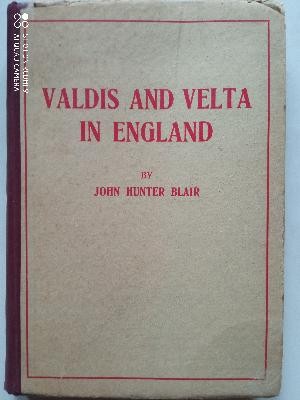 VALDIS AND VELTA
IN ENGLAND
BY
JOHN HUNTER BLAIR